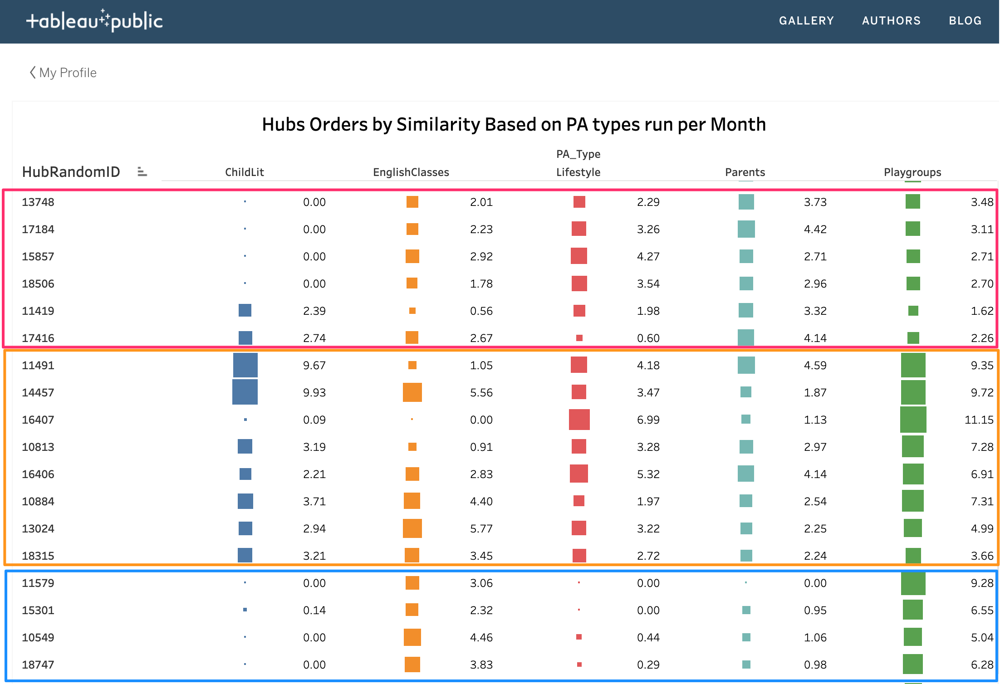 tableau public
GALLERY AUTHORS BLOG
My Profile
Hubs Orders by Similarity Based on PA types run per Month
PA_Type
HubRandomID ChildLit EnglishClasses Lifestyle Parents Playgroups
13748 0.00 2.01 2.29 3.73 3.48
17184 0.00 2.23 3.26 4.42 3.11
15857 0.00 2.92 4.27 2.71 2.71
18506 0.00 1.78 3.54 2.96 2.70
11419 2.39 0.56 1.98 3.32 1.62
17416 2.74 2.67 0.60 4.14 2.26
11491 9.67 1.05 4.18 4.59 9.35
14457 9.93 5.56 3.47 1.87 9.72
16407 0.09 0.00 6.99 1.13 11.15
10813 3.19 0.91 3.28 2.97 7.28
16406 2.21 2.83 5.32 4.14 6.91
10884 3.71 4.40 1.97 2.54 7.31
13024 2.94 5.77 3.22 2.25 4.99
18315 3.21 3.45 2.72 2.24 3.66
11579 0.00 3.06 0.00 0.00 9.28
15301 0.14 2.32 0.00 0.95 6.55
10549 0.00 4.46 0.44 1.06 5.04
18747 0.00 3.83 0.29 0.98 6.28